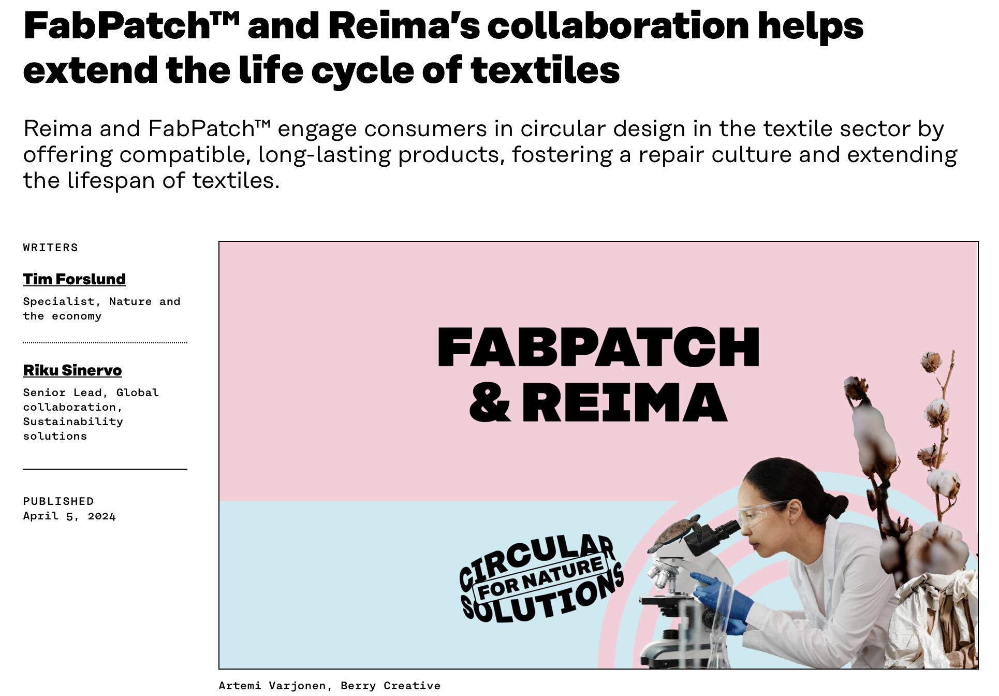 FabPatch™ and Reima’s collaboration helps
extend the life cycle of textiles
Reima and FabPatch™ engage consumers in circular design in the textile sector by
offering compatible, long-lasting products, fostering a repair culture and extending
the lifespan of textiles.
WRITERS
Tim Forslund
Specialist, Nature and
the economy
Riku Sinervo
Senior Lead, Global
collaboration,
Sustainability
solutions
PUBLISHED
April 5, 2024
FABPATCH
& REIMA
CIRCULAR
FOR NATURE
SOLUTIONS
Artemi Varjonen, Berry Creative